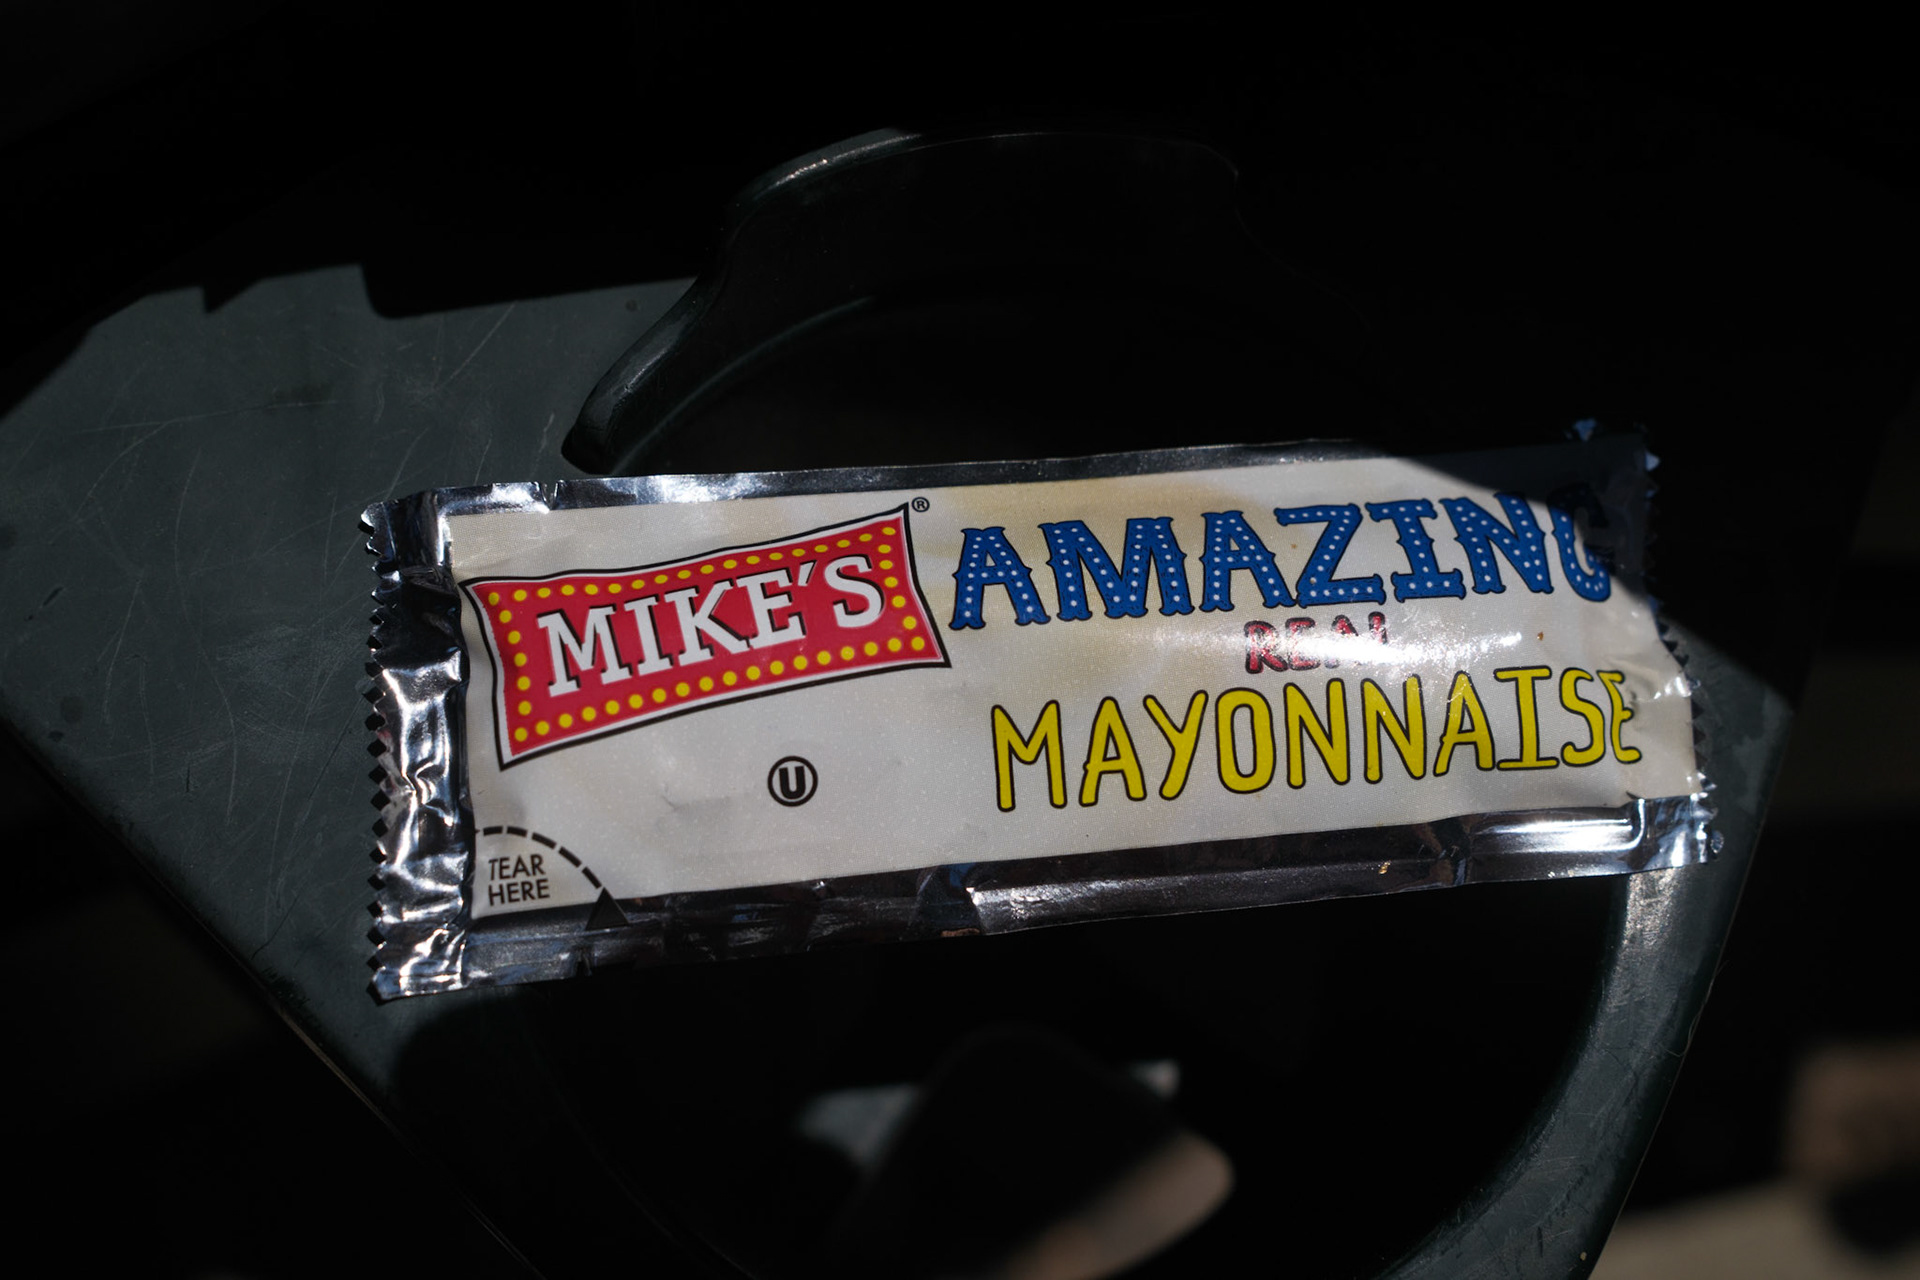 MIKE'S®
AMAZING
REAL
MAYONNAISE
U
TEAR
HERE